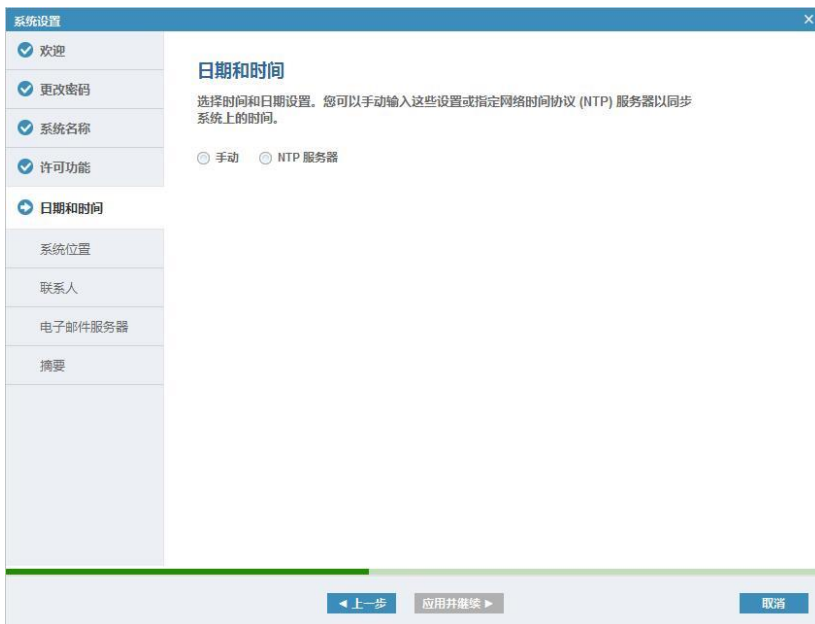 系统设置
欢迎
更改密码
系统名称
许可功能
日期和时间
系统位置
联系人
电子邮件服务器
摘要
日期和时间
选择时间和日期设置。您可以手动输入这些设置或指定网络时间协议 (NTP) 服务器以同步
系统上的时间。
手动 NTP 服务器
上一步 应用并继续 取消